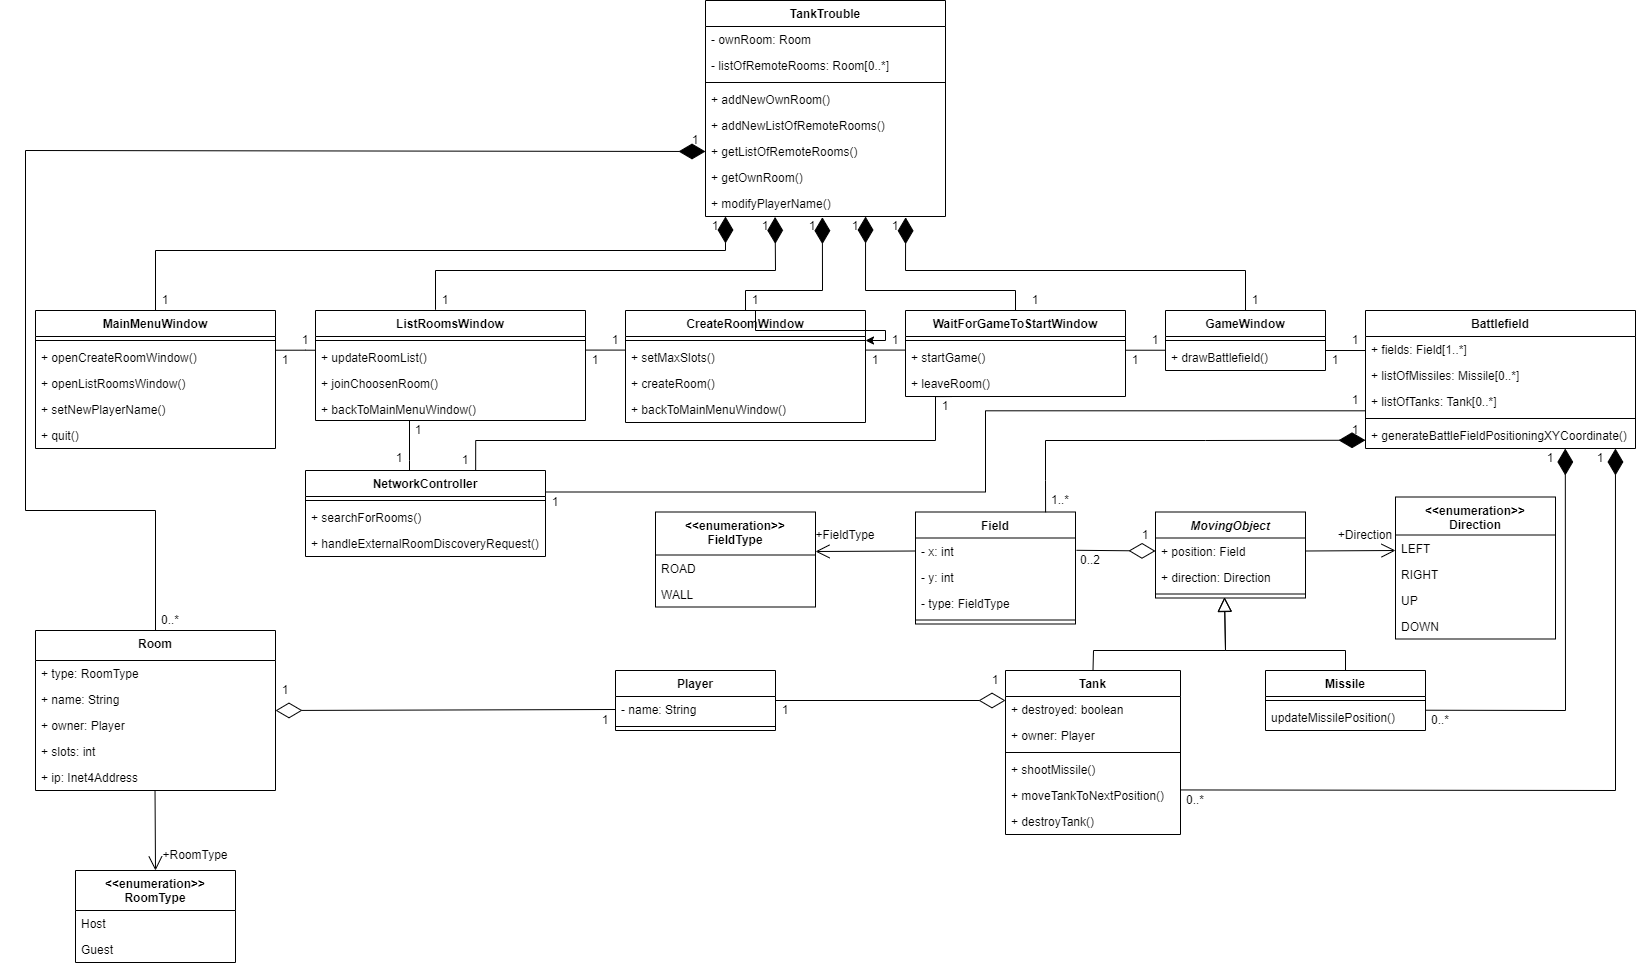 TankTrouble
- ownRoom: Room
- listOfRemoteRooms: Room[0..*]
+ addNewOwnRoom()
+ addNewListOfRemoteRooms()
+ getListOfRemoteRooms()
+ getOwnRoom()
+ modifyPlayerName()
1
1
1
1
1
1
1
1
1
1
1
MainMenuWindow
+ openCreateRoomWindow()
+ openListRoomsWindow()
+ setNewPlayerName()
+ quit()
1
1
ListRoomsWindow
+ updateRoomList()
+ joinChoosenRoom()
+ backToMainMenuWindow()
1
1
CreateRoomWindow
+ setMaxSlots()
+ createRoom()
+ backToMainMenuWindow()
1
1
WaitForGameToStartWindow
+ startGame()
+ leaveRoom()
1
1
GameWindow
+ drawBattlefield()
1
1
Battlefield
+ fields: Field[1..*]
+ listOfMissiles: Missile[0..*]
+ listOfTanks: Tank[0..*]
+ generateBattleFieldPositioningXYCoordinate()
1
1
1
1
1
1
1
1
1
NetworkController
+ searchForRooms()
+ handleExternalRoomDiscoveryRequest()
<<enumeration>>
FieldType
ROAD
WALL
+FieldType
1..*
Field
- x: int
- y: int
- type: FieldType
0..2
1
MovingObject
+ position: Field
+ direction: Direction
+Direction
<<enumeration>>
Direction
LEFT
RIGHT
UP
DOWN
0..*
Room
+ type: RoomType
+ name: String
+ owner: Player
+ slots: int
+ ip: Inet4Address
1
1
Player
- name: String
1
1
Tank
+ destroyed: boolean
+ owner: Player
+ shootMissile()
+ moveTankToNextPosition()
+ destroyTank()
0..*
Missile
updateMissilePosition()
0..*
+RoomType
<<enumeration>>
RoomType
Host
Guest